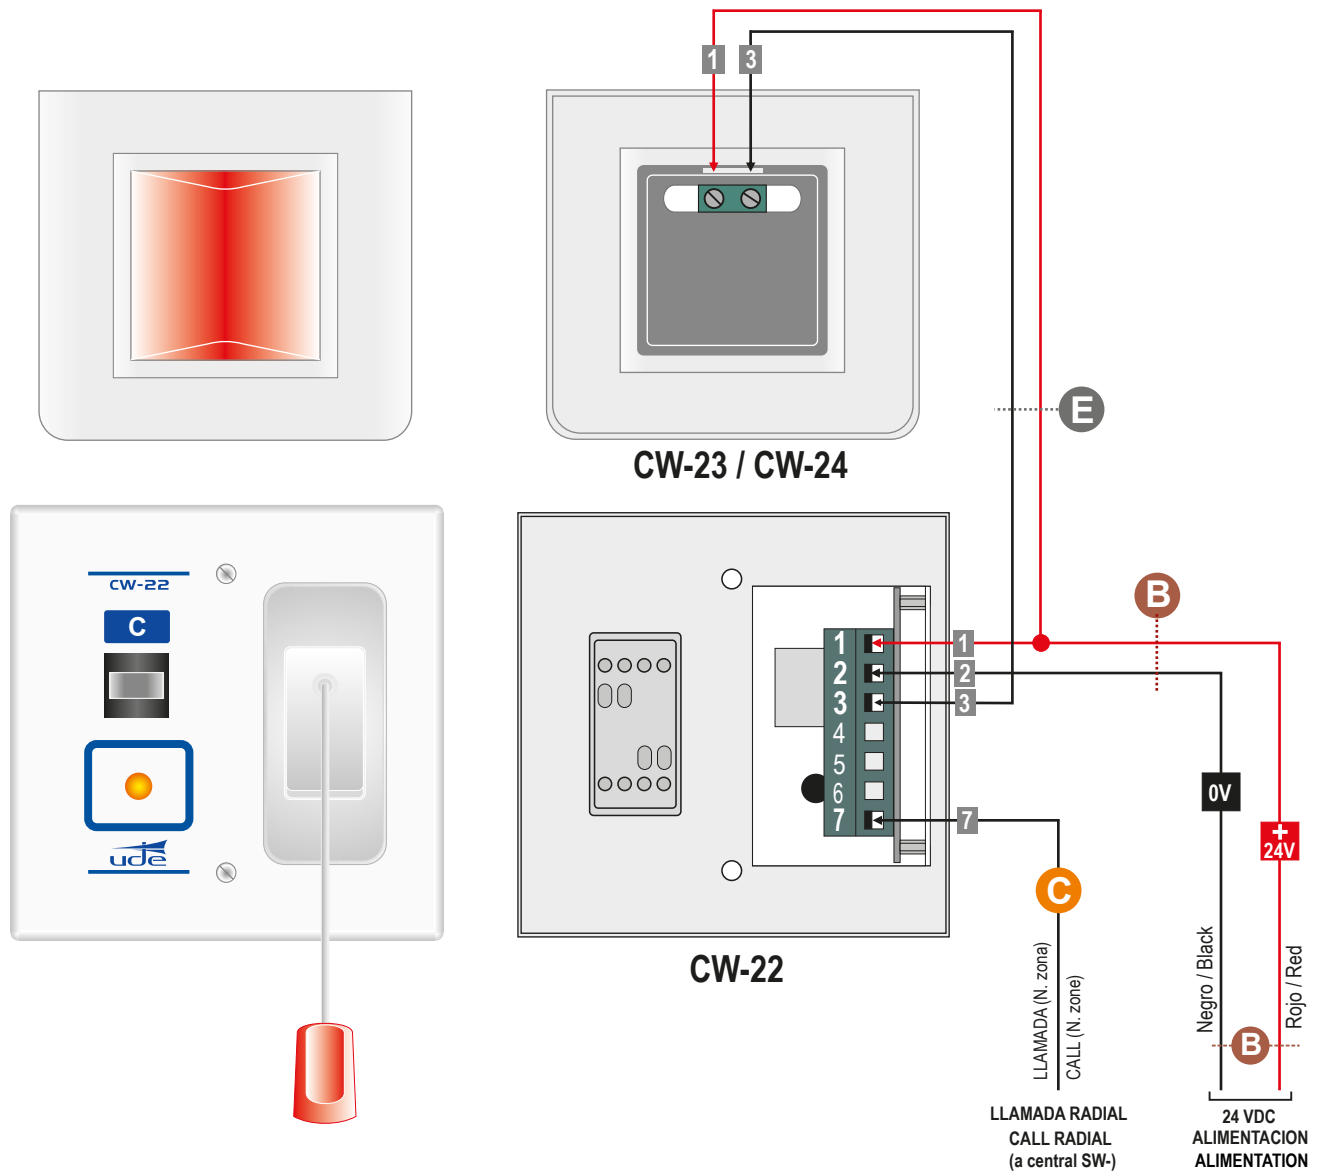 1 3
E
CW-23 / CW-24
CW-22
C
ude
1 1
2 2
3 3
4
5
6
7 7
B
0V
+
24V
C
LLAMADA (N. zona)
CALL (N. zone)
Negro / Black
Rojo / Red
B
CW-22
LLAMADA RADIAL
CALL RADIAL
(a central SW-)
24 VDC
ALIMENTACION
ALIMENTATION